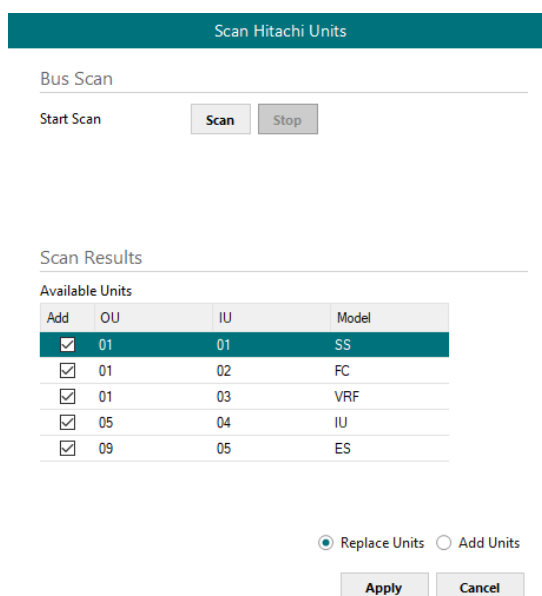 Scan Hitachi Units
Bus Scan
Start Scan Scan Stop
Scan Results
Available Units
Add OU IU Model
01 01 SS
01 02 FC
01 03 VRF
05 04 IU
09 05 ES
Replace Units Add Units
Apply Cancel